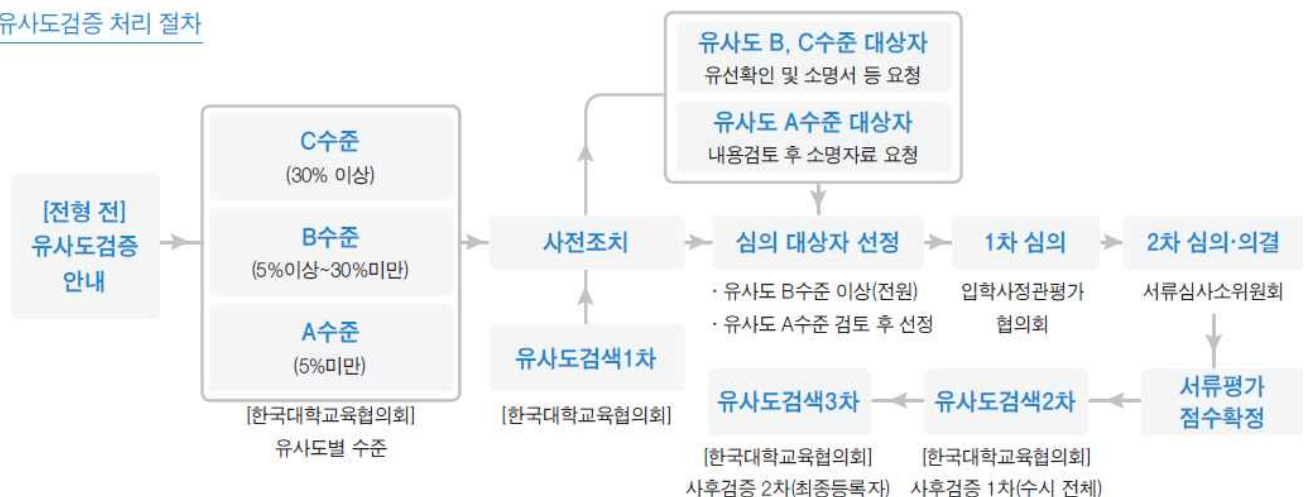 유사도검증 처리 절차
[전형 전]
유사도검증
안내
C수준
(30% 이상)
B수준
(5%이상~30%미만)
A수준
(5%미만)
[한국대학교육협의회]
유사도별 수준
사전조치
유사도검색1차
[한국대학교육협의회]
유사도 B, C수준 대상자
유선확인 및 소명서 등 요청
유사도 A수준 대상자
내용검토 후 소명자료 요청
심의 대상자 선정
· 유사도 B수준 이상(전원)
· 유사도 A수준 검토 후 선정
1차 심의
입학사정관평가
협의회
2차 심의·의결
서류심사소위원회
서류평가
점수확정
유사도검색2차
[한국대학교육협의회]
사후검증 1차(수시 전체)
유사도검색3차
[한국대학교육협의회]
사후검증 2차(최종등록자)